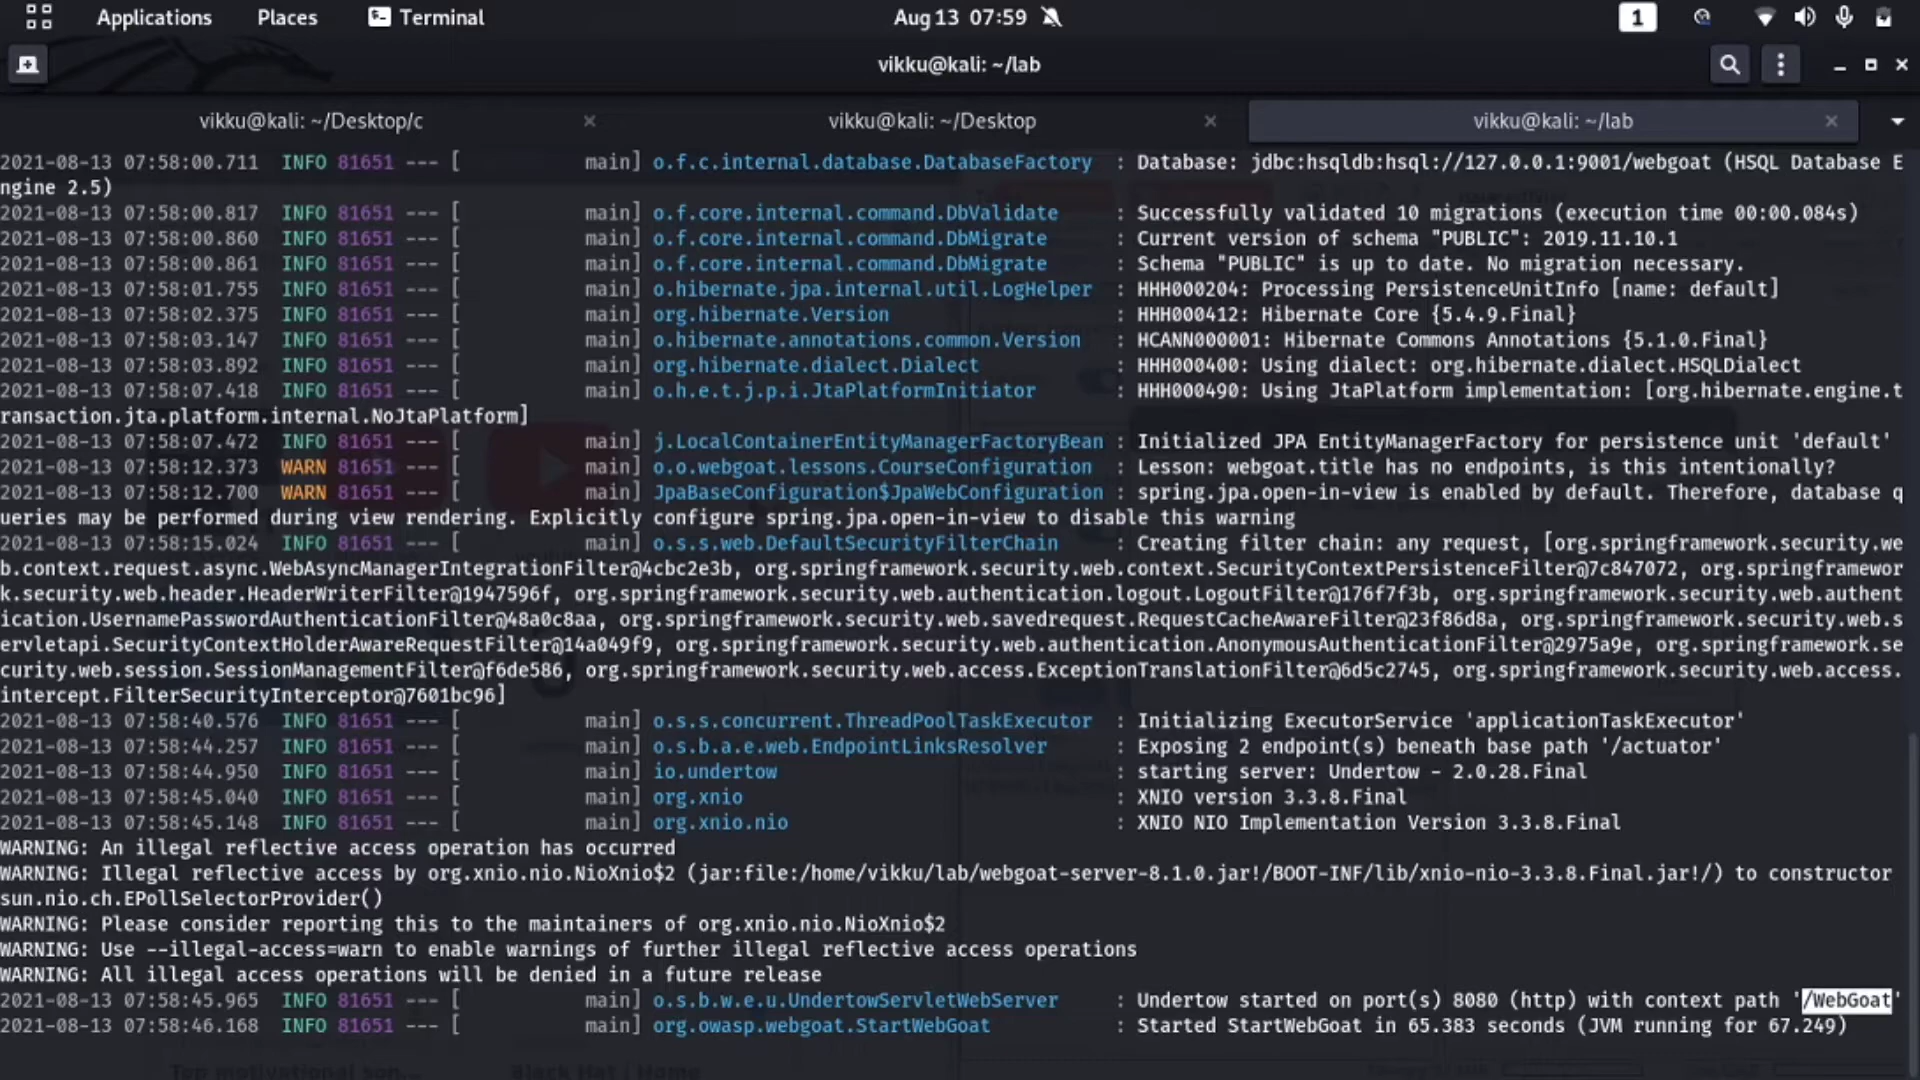 Applications Places Terminal Aug 13 07:59 1
vikku@kali: ~/lab
vikku@kali: ~/Desktop/c vikku@kali: ~/Desktop vikku@kali: ~/lab
2021-08-13 07:58:00.711 INFO 81651 --- [ main] o.f.c.internal.database.DatabaseFactory : Database: jdbc:hsqldb:hsql://127.0.0.1:9001/webgoat (HSQL Database E
ngine 2.5)
2021-08-13 07:58:00.817 INFO 81651 --- [ main] o.f.core.internal.command.DbValidate : Successfully validated 10 migrations (execution time 00:00.084s)
2021-08-13 07:58:00.860 INFO 81651 --- [ main] o.f.core.internal.command.DbMigrate : Current version of schema "PUBLIC": 2019.11.10.1
2021-08-13 07:58:00.861 INFO 81651 --- [ main] o.f.core.internal.command.DbMigrate : Schema "PUBLIC" is up to date. No migration necessary.
2021-08-13 07:58:01.755 INFO 81651 --- [ main] o.hibernate.jpa.internal.util.LogHelper : HHH000204: Processing PersistenceUnitInfo [name: default]
2021-08-13 07:58:02.375 INFO 81651 --- [ main] org.hibernate.Version : HHH000412: Hibernate Core {5.4.9.Final}
2021-08-13 07:58:03.147 INFO 81651 --- [ main] o.hibernate.annotations.common.Version : HCANN000001: Hibernate Commons Annotations {5.1.0.Final}
2021-08-13 07:58:03.892 INFO 81651 --- [ main] org.hibernate.dialect.Dialect : HHH000400: Using dialect: org.hibernate.dialect.HSQLDialect
2021-08-13 07:58:07.418 INFO 81651 --- [ main] o.h.e.t.j.p.i.JtaPlatformInitiator : HHH000490: Using JtaPlatform implementation: [org.hibernate.engine.t
ransaction.jta.platform.internal.NoJtaPlatform]
2021-08-13 07:58:07.472 INFO 81651 --- [ main] j.LocalContainerEntityManagerFactoryBean : Initialized JPA EntityManagerFactory for persistence unit 'default'
2021-08-13 07:58:12.373 WARN 81651 --- [ main] o.o.webgoat.lessons.CourseConfiguration : Lesson: webgoat.title has no endpoints, is this intentionally?
2021-08-13 07:58:12.700 WARN 81651 --- [ main] JpaBaseConfiguration$JpaWebConfiguration : spring.jpa.open-in-view is enabled by default. Therefore, database q
ueries may be performed during view rendering. Explicitly configure spring.jpa.open-in-view to disable this warning
2021-08-13 07:58:15.024 INFO 81651 --- [ main] o.s.s.web.DefaultSecurityFilterChain : Creating filter chain: any request, [org.springframework.security.we
b.context.request.async.WebAsyncManagerIntegrationFilter@4cbc2e3b, org.springframework.security.web.context.SecurityContextPersistenceFilter@7c847072, org.springframewor
k.security.web.header.HeaderWriterFilter@1947596f, org.springframework.security.web.authentication.logout.LogoutFilter@176f7f3b, org.springframework.security.web.authent
ication.UsernamePasswordAuthenticationFilter@48a0c8aa, org.springframework.security.web.savedrequest.RequestCacheAwareFilter@23f86d8a, org.springframework.security.web.s
ervletapi.SecurityContextHolderAwareRequestFilter@14a049f9, org.springframework.security.web.authentication.AnonymousAuthenticationFilter@2975a9e, org.springframework.se
curity.web.session.SessionManagementFilter@f6de586, org.springframework.security.web.access.ExceptionTranslationFilter@6d5c2745, org.springframework.security.web.access.
intercept.FilterSecurityInterceptor@7601bc96]
2021-08-13 07:58:40.576 INFO 81651 --- [ main] o.s.s.concurrent.ThreadPoolTaskExecutor : Initializing ExecutorService 'applicationTaskExecutor'
2021-08-13 07:58:44.257 INFO 81651 --- [ main] o.s.b.a.e.web.EndpointLinksResolver : Exposing 2 endpoint(s) beneath base path '/actuator'
2021-08-13 07:58:44.950 INFO 81651 --- [ main] io.undertow : starting server: Undertow - 2.0.28.Final
2021-08-13 07:58:45.040 INFO 81651 --- [ main] org.xnio : XNIO version 3.3.8.Final
2021-08-13 07:58:45.148 INFO 81651 --- [ main] org.xnio.nio : XNIO NIO Implementation Version 3.3.8.Final
WARNING: An illegal reflective access operation has occurred
WARNING: Illegal reflective access by org.xnio.nio.NioXnio$2 (jar:file:/home/vikku/lab/webgoat-server-8.1.0.jar!/BOOT-INF/lib/xnio-nio-3.3.8.Final.jar!/) to constructor
sun.nio.ch.EPollSelectorProvider()
WARNING: Please consider reporting this to the maintainers of org.xnio.nio.NioXnio$2
WARNING: Use --illegal-access=warn to enable warnings of further illegal reflective access operations
WARNING: All illegal access operations will be denied in a future release
2021-08-13 07:58:45.965 INFO 81651 --- [ main] o.s.b.w.e.u.UndertowServletWebServer : Undertow started on port(s) 8080 (http) with context path '/WebGoat'
2021-08-13 07:58:46.168 INFO 81651 --- [ main] org.owasp.webgoat.StartWebGoat : Started StartWebGoat in 65.383 seconds (JVM running for 67.249)
Top motivational son... Black Hat | Home